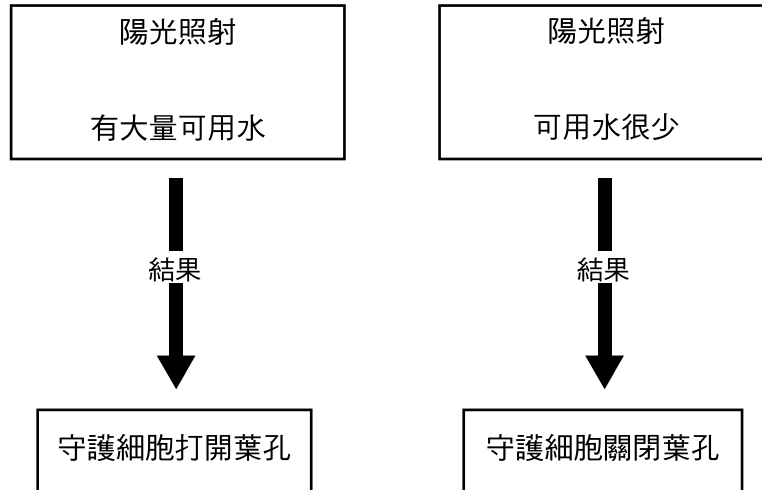 陽光照射
有大量可用水
結果
守護細胞打開葉孔
陽光照射
可用水很少
結果
守護細胞關閉葉孔